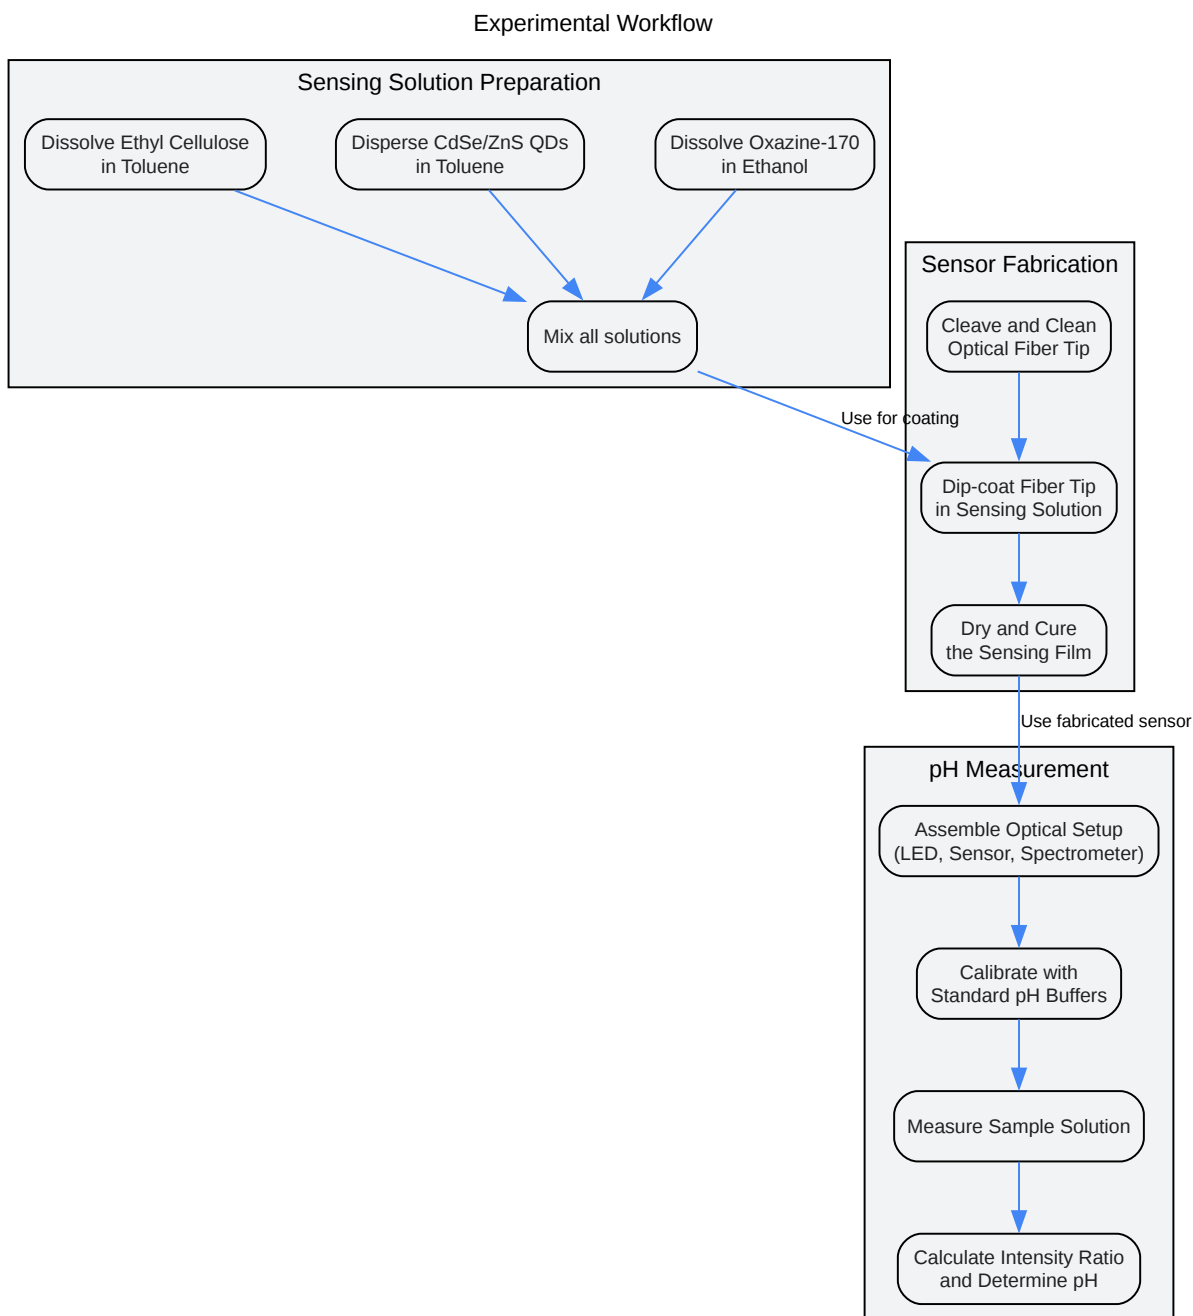 Experimental Workflow
Sensing Solution Preparation
Dissolve Ethyl Cellulose
in Toluene
Disperse CdSe/ZnS QDs
in Toluene
Dissolve Oxazine-170
in Ethanol
Mix all solutions
Sensor Fabrication
Cleave and Clean
Optical Fiber Tip
Use for coating
Dip-coat Fiber Tip
in Sensing Solution
Dry and Cure
the Sensing Film
Use fabricated sensor
pH Measurement
Assemble Optical Setup
(LED, Sensor, Spectrometer)
Calibrate with
Standard pH Buffers
Measure Sample Solution
Calculate Intensity Ratio
and Determine pH